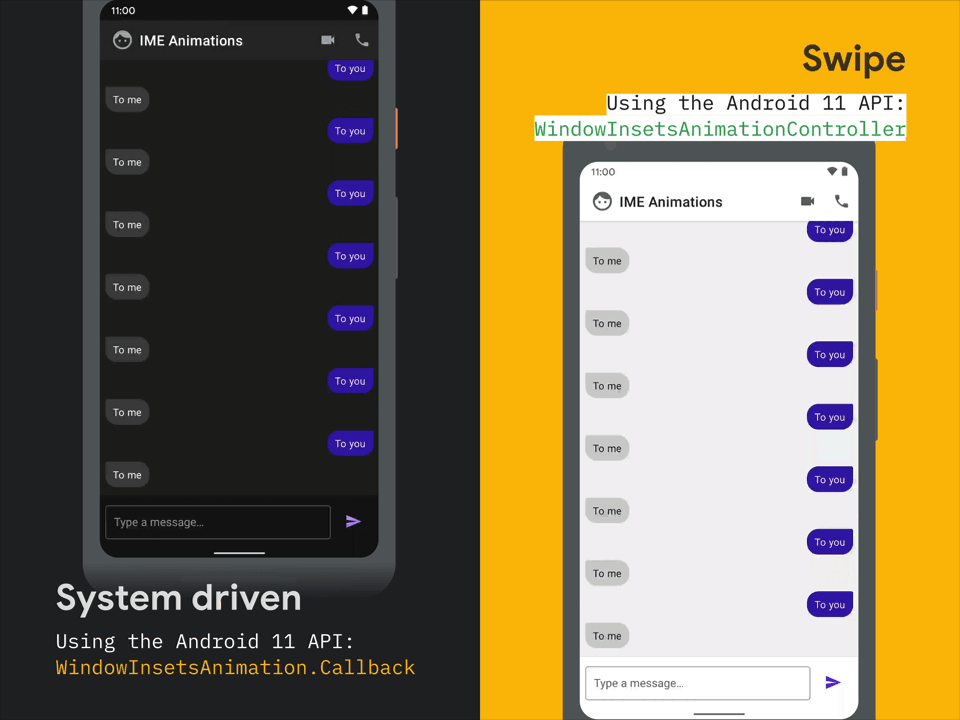 11:00
IME Animations
To you
To me
To you
To me
To you
To me
To you
To me
To you
To me
To you
To me
To you
To me
Type a message...
System driven
Using the Android 11 API:
WindowInsetsAnimation.Callback
Swipe
Using the Android 11 API:
WindowInsetsAnimationController
11:00
IME Animations
To you
To me
To you
To me
To you
To me
To you
To me
To you
To me
To you
To me
To you
To me
Type a message...